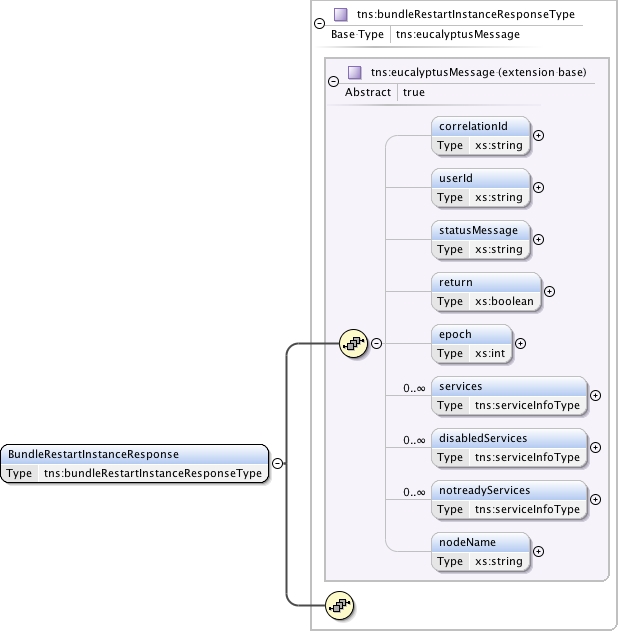 tns:bundleRestartInstanceResponseType
Base Type tns:eucalyptusMessage
tns:eucalyptusMessage (extension base)
Abstract true
correlationId
Type xs:string
userId
Type xs:string
statusMessage
Type xs:string
return
Type xs:boolean
epoch
Type xs:int
0..∞ services
Type tns:serviceInfoType
0..∞ disabledServices
Type tns:serviceInfoType
0..∞ notreadyServices
Type tns:serviceInfoType
nodeName
Type xs:string
BundleRestartInstanceResponse
Type tns:bundleRestartInstanceResponseType